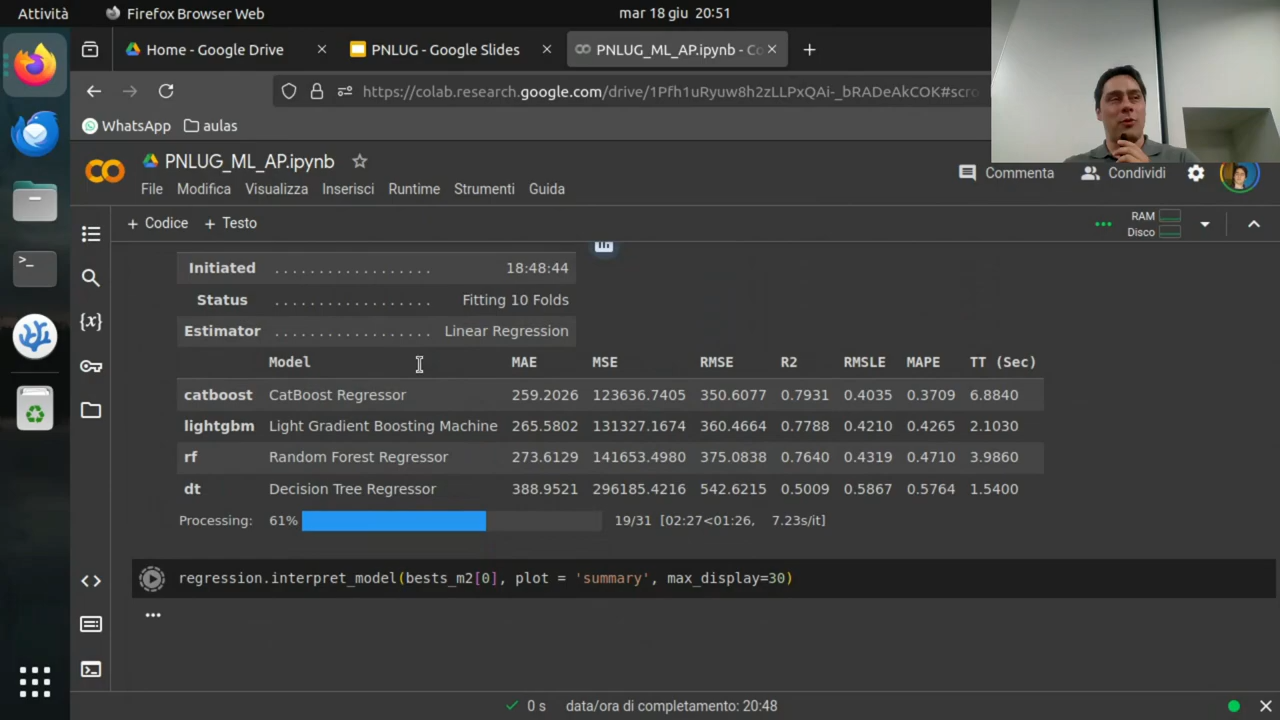 Attività
Firefox Browser Web
mar 18 giu 20:51
Home - Google Drive
PNLUG - Google Slides
PNLUG_ML_AP.ipynb - Co
https://colab.research.google.com/drive/1Pfh1uRyuw8h2zLLPxQAi-_bRADeAkCOK#scro
WhatsApp
aulas
PNLUG_ML_AP.ipynb
File Modifica Visualizza Inserisci Runtime Strumenti Guida
Commenta
Condividi
+ Codice + Testo
RAM
Disco
Initiated . . . . . . . . . . . . . . . . . . 18:48:44
Status . . . . . . . . . . . . . . . . . . Fitting 10 Folds
Estimator . . . . . . . . . . . . . . . . . . Linear Regression
Model MAE MSE RMSE R2 RMSLE MAPE TT (Sec)
catboost CatBoost Regressor 259.2026 123636.7405 350.6077 0.7931 0.4035 0.3709 6.8840
lightgbm Light Gradient Boosting Machine 265.5802 131327.1674 360.4664 0.7788 0.4210 0.4265 2.1030
rf Random Forest Regressor 273.6129 141653.4980 375.0838 0.7640 0.4319 0.4710 3.9860
dt Decision Tree Regressor 388.9521 296185.4216 542.6215 0.5009 0.5867 0.5764 1.5400
Processing: 61% 19/31 [02:27<01:26, 7.23s/it]
regression.interpret_model(bests_m2[0], plot = 'summary', max_display=30)
0 s data/ora di completamento: 20:48